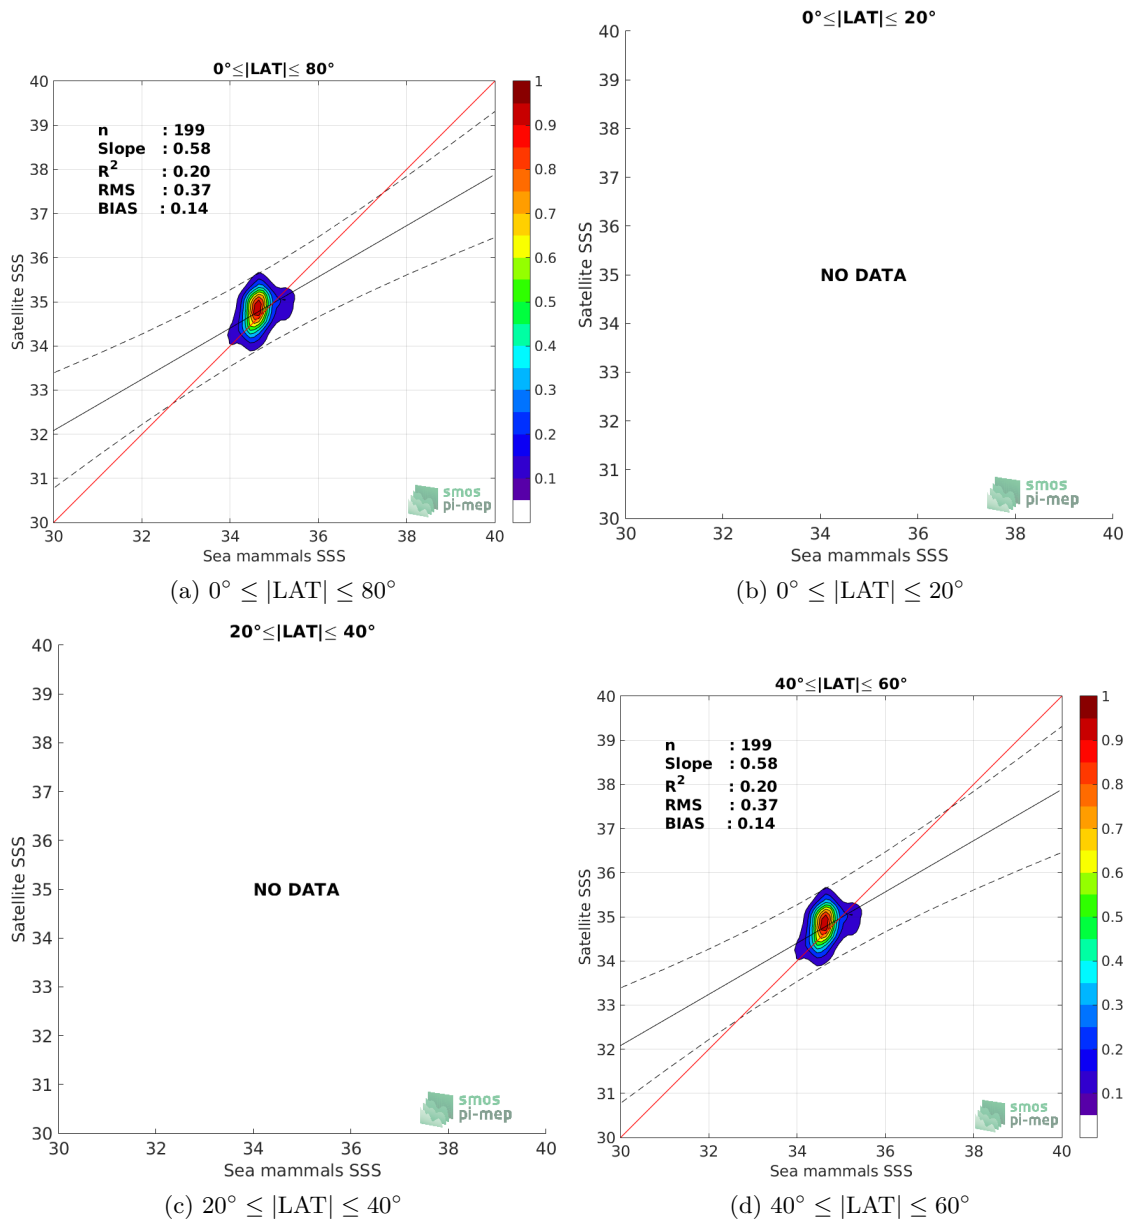 0°≤|LAT|≤ 80°
40
39
38
37
36
35
34
33
32
31
30
Satellite SSS
n : 199
Slope : 0.58
R2 : 0.20
RMS : 0.37
BIAS : 0.14
smos
pi-mep
30 32 34 36 38 40
Sea mammals SSS
1
0.9
0.8
0.7
0.6
0.5
0.4
0.3
0.2
0.1
(a) 0° ≤ |LAT| ≤ 80°
0°≤|LAT|≤ 20°
40
39
38
37
36
35
34
33
32
31
30
Satellite SSS
NO DATA
smos
pi-mep
30 32 34 36 38 40
Sea mammals SSS
(b) 0° ≤ |LAT| ≤ 20°
20°≤|LAT|≤ 40°
40
39
38
37
36
35
34
33
32
31
30
Satellite SSS
NO DATA
smos
pi-mep
30 32 34 36 38 40
Sea mammals SSS
(c) 20° ≤ |LAT| ≤ 40°
40°≤|LAT|≤ 60°
40
39
38
37
36
35
34
33
32
31
30
Satellite SSS
n : 199
Slope : 0.58
R2 : 0.20
RMS : 0.37
BIAS : 0.14
smos
pi-mep
30 32 34 36 38 40
Sea mammals SSS
1
0.9
0.8
0.7
0.6
0.5
0.4
0.3
0.2
0.1
(d) 40° ≤ |LAT| ≤ 60°